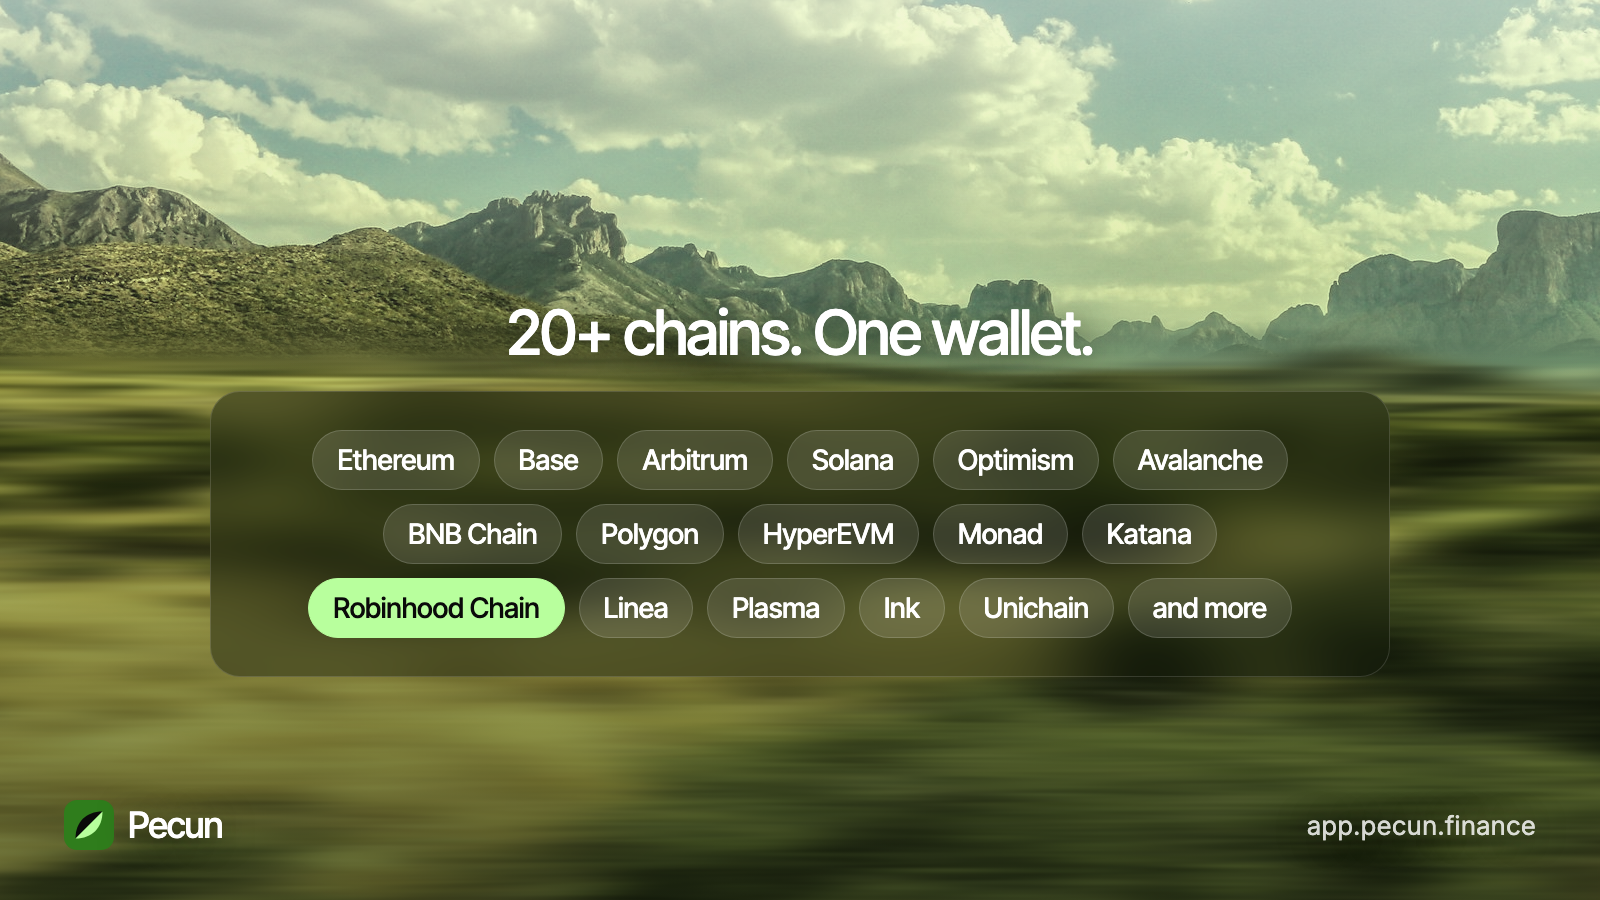 20+ chains. One wallet.
Ethereum Base Arbitrum Solana Optimism Avalanche
BNB Chain Polygon HyperEVM Monad Katana
Robinhood Chain Linea Plasma Ink Unichain and more
Pecun
app.pecun.finance